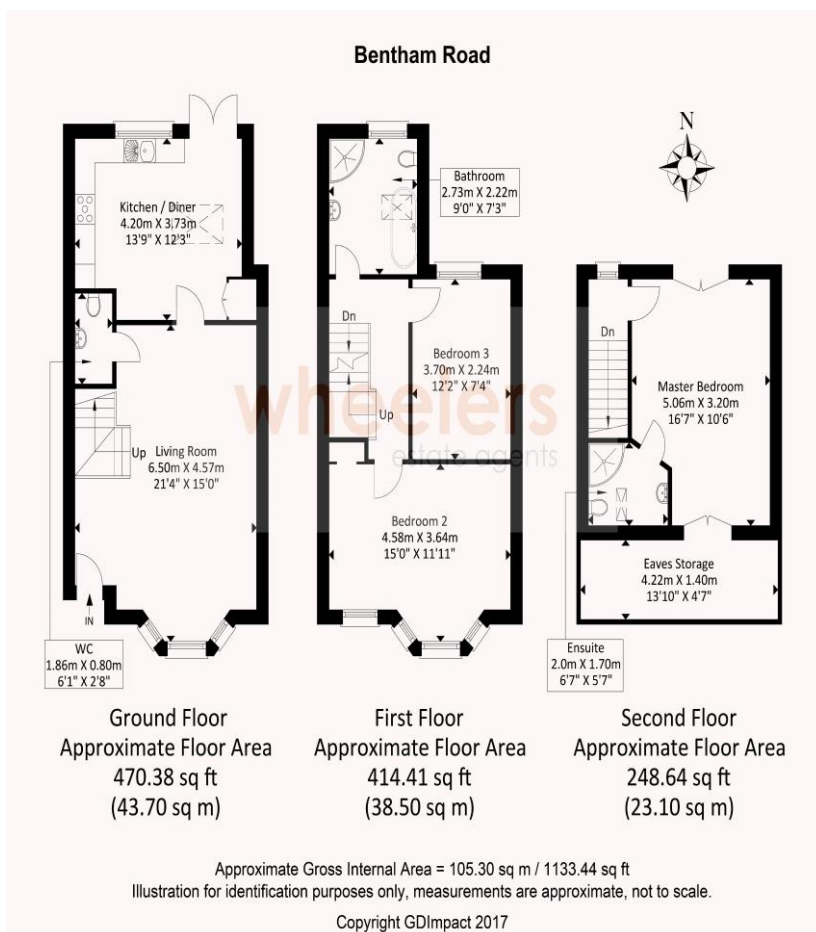 Bentham Road
N
Kitchen / Diner
4.20m X 3.73m
13'9" X 12'3"
Up
Living Room
6.50m X 4.57m
21'4" X 15'0"
IN
WC
1.86m X 0.80m
6'1" X 2'8"
Bathroom
2.73m X 2.22m
9'0" X 7'3"
Dn
Up
Bedroom 3
3.70m X 2.24m
12'2" X 7'4"
Bedroom 2
4.58m X 3.64m
15'0" X 11'11"
Dn
Master Bedroom
5.06m X 3.20m
16'7" X 10'6"
Eaves Storage
4.22m X 1.40m
13'10" X 4'7"
Ensuite
2.0m X 1.70m
6'7" X 5'7"
wheelers
estate agents
Ground Floor
Approximate Floor Area
470.38 sq ft
(43.70 sq m)
First Floor
Approximate Floor Area
414.41 sq ft
(38.50 sq m)
Second Floor
Approximate Floor Area
248.64 sq ft
(23.10 sq m)
Approximate Gross Internal Area = 105.30 sq m / 1133.44 sq ft
Illustration for identification purposes only, measurements are approximate, not to scale.
Copyright GDImpact 2017